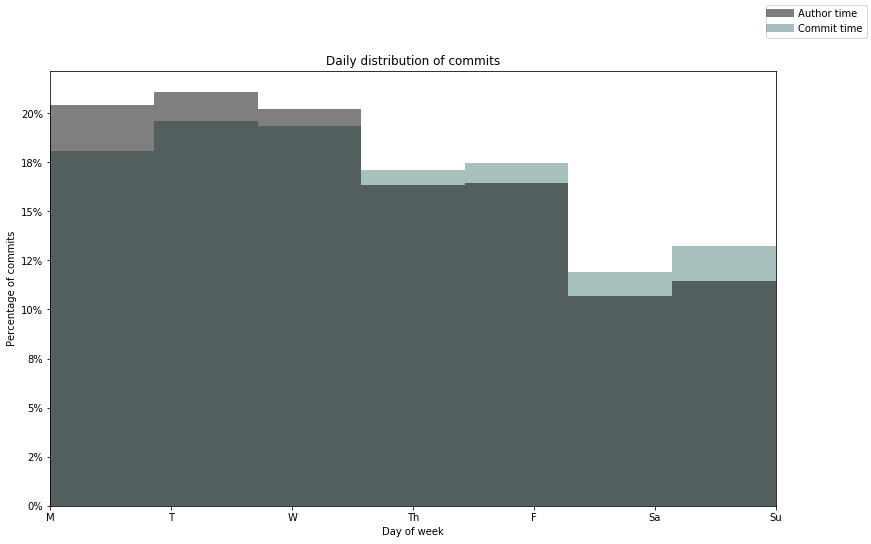 Author time
Commit time
Daily distribution of commits
20%
18%
15%
12%
10%
8%
5%
2%
0%
Percentage of commits
M T W Th F Sa Su
Day of week